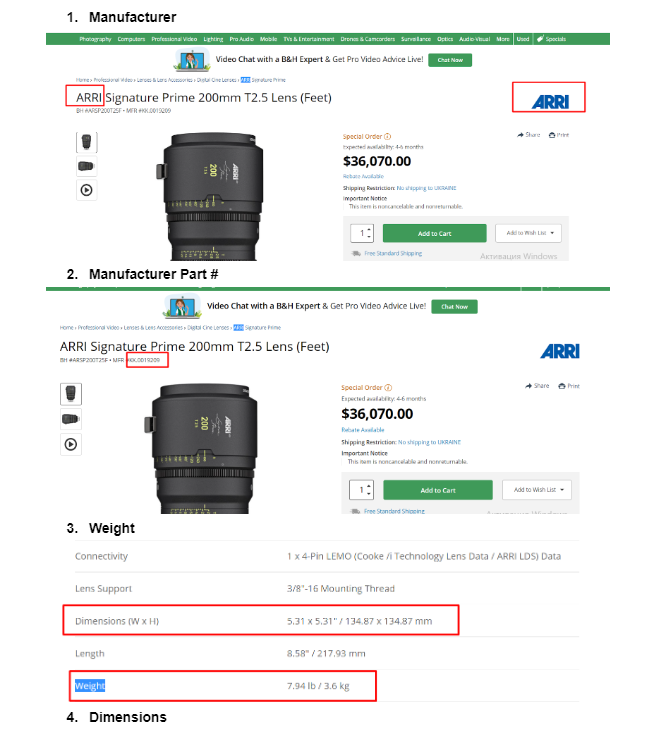 1. Manufacturer
Photography Computers Professional Video Lighting Pro Audio Mobile TVs & Entertainment Drones & Camcorders Surveillance Optics Audio-Visual More Used Specials
Video Chat with a B&H Expert & Get Pro Video Advice Live! Chat Now
Home › Professional Video › Lenses & Lens Accessories › Digital Cine Lenses › ARRI Signature Prime
ARRI Signature Prime 200mm T2.5 Lens (Feet)
ARRI
BH #ARSP200T25F • MFR #KK.0019209
Special Order
Share Print
Expected availability: 4-6 months
$36,070.00
Rebate Available
Shipping Restriction: No shipping to UKRAINE
Important Notice
This item is noncancelable and nonreturnable.
ARRI
200
1 Add to Cart Add to Wish List
Free Standard Shipping
Активация Windows
2. Manufacturer Part #
Video Chat with a B&H Expert & Get Pro Video Advice Live! Chat Now
Home › Professional Video › Lenses & Lens Accessories › Digital Cine Lenses › ARRI Signature Prime
ARRI Signature Prime 200mm T2.5 Lens (Feet)
ARRI
BH #ARSP200T25F • MFR #KK.0019209
Special Order
Share Print
Expected availability: 4-6 months
$36,070.00
Rebate Available
Shipping Restriction: No shipping to UKRAINE
Important Notice
This item is noncancelable and nonreturnable.
ARRI
200
1 Add to Cart Add to Wish List
Free Standard Shipping
3. Weight
Connectivity 1 x 4-Pin LEMO (Cooke /i Technology Lens Data / ARRI LDS) Data
Lens Support 3/8"-16 Mounting Thread
Dimensions (W x H) 5.31 x 5.31" / 134.87 x 134.87 mm
Length 8.58" / 217.93 mm
Weight 7.94 lb / 3.6 kg
4. Dimensions